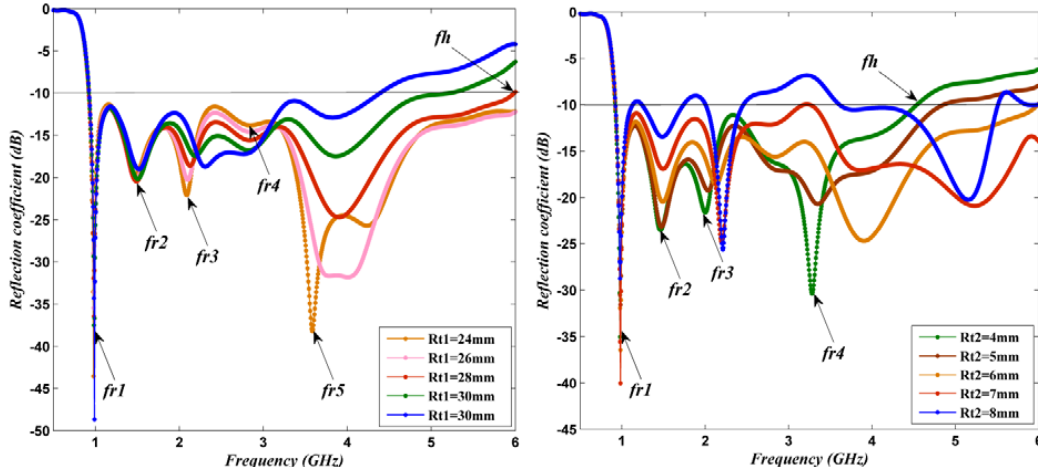 0
-5
-10
-15
-20
-25
-30
-35
-40
-45
-50
Reflection coefficient (dB)
1
2
3
4
5
6
Frequency (GHz)
fh
fr1
fr2
fr3
fr4
fr5
Rt1=24mm
Rt1=26mm
Rt1=28mm
Rt1=30mm
Rt1=30mm
0
-5
-10
-15
-20
-25
-30
-35
-40
-45
Reflection coefficient (dB)
1
2
3
4
5
6
Frequency (GHz)
fh
fr1
fr2
fr3
fr4
Rt2=4mm
Rt2=5mm
Rt2=6mm
Rt2=7mm
Rt2=8mm